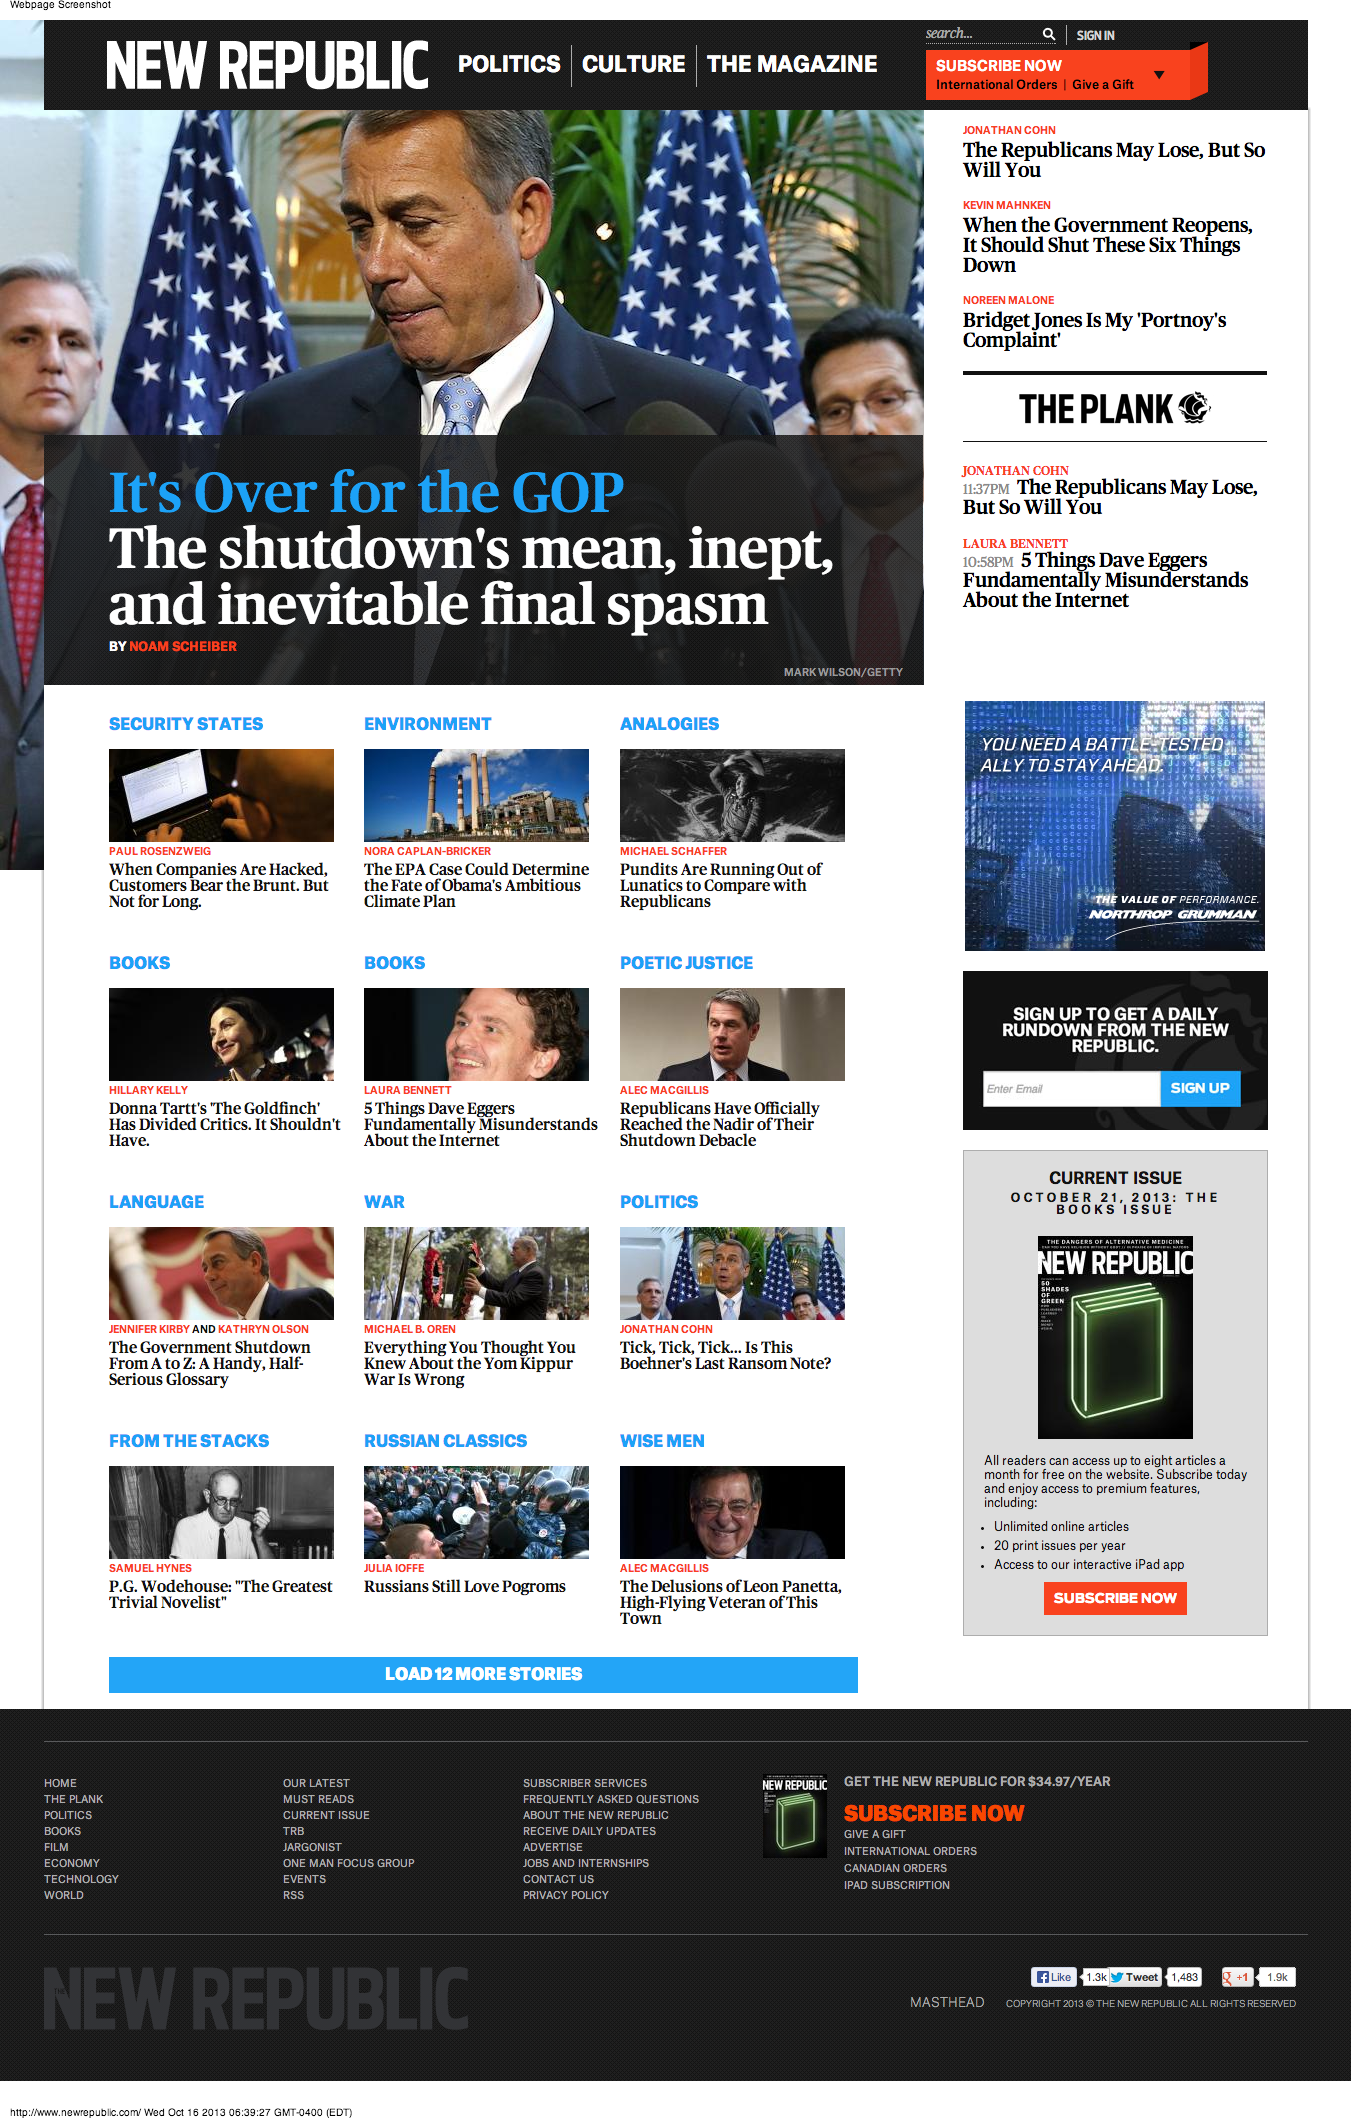 Webpage Screenshot
NEW REPUBLIC
POLITICS
CULTURE
THE MAGAZINE
search...
SIGN IN
SUBSCRIBE NOW
International Orders | Give a Gift
JONATHAN COHN
The Republicans May Lose, But So
Will You
KEVIN MAHNKEN
When the Government Reopens,
It Should Shut These Six Things
Down
NOREEN MALONE
Bridget Jones Is My 'Portnoy's
Complaint'
THE PLANK
JONATHAN COHN
11:37PM The Republicans May Lose,
But So Will You
LAURA BENNETT
10:58PM 5 Things Dave Eggers
Fundamentally Misunderstands
About the Internet
It's Over for the GOP
The shutdown's mean, inept,
and inevitable final spasm
BY NOAM SCHEIBER
MARK WILSON/GETTY
SECURITY STATES
PAUL ROSENZWEIG
When Companies Are Hacked,
Customers Bear the Brunt. But
Not for Long.
ENVIRONMENT
NORA CAPLAN-BRICKER
The EPA Case Could Determine
the Fate of Obama's Ambitious
Climate Plan
ANALOGIES
MICHAEL SCHAFFER
Pundits Are Running Out of
Lunatics to Compare with
Republicans
BOOKS
HILLARY KELLY
Donna Tartt's 'The Goldfinch'
Has Divided Critics. It Shouldn't
Have.
BOOKS
LAURA BENNETT
5 Things Dave Eggers
Fundamentally Misunderstands
About the Internet
POETIC JUSTICE
ALEC MACGILLIS
Republicans Have Officially
Reached the Nadir of Their
Shutdown Debacle
LANGUAGE
JENNIFER KIRBY AND KATHRYN OLSON
The Government Shutdown
From A to Z: A Handy, Half-
Serious Glossary
WAR
MICHAEL B. OREN
Everything You Thought You
Knew About the Yom Kippur
War Is Wrong
POLITICS
JONATHAN COHN
Tick, Tick, Tick... Is This
Boehner's Last Ransom Note?
FROM THE STACKS
SAMUEL HYNES
P.G. Wodehouse: "The Greatest
Trivial Novelist"
RUSSIAN CLASSICS
JULIA IOFFE
Russians Still Love Pogroms
WISE MEN
ALEC MACGILLIS
The Delusions of Leon Panetta,
High-Flying Veteran of This
Town
LOAD 12 MORE STORIES
YOU NEED A BATTLE-TESTED
ALLY TO STAY AHEAD.
THE VALUE OF PERFORMANCE.
NORTHROP GRUMMAN
SIGN UP TO GET A DAILY
RUNDOWN FROM THE NEW
REPUBLIC.
Enter Email
SIGN UP
CURRENT ISSUE
OCTOBER 21, 2013: THE
BOOKS ISSUE
THE DANGERS OF ALTERNATIVE MEDICINE
NEW REPUBLIC
50
SHADES
OF
GREEN
All readers can access up to eight articles a
month for free on the website. Subscribe today
and enjoy access to premium features,
including:
• Unlimited online articles
• 20 print issues per year
• Access to our interactive iPad app
SUBSCRIBE NOW
HOME
THE PLANK
POLITICS
BOOKS
FILM
ECONOMY
TECHNOLOGY
WORLD
OUR LATEST
MUST READS
CURRENT ISSUE
TRB
JARGONIST
ONE MAN FOCUS GROUP
EVENTS
RSS
SUBSCRIBER SERVICES
FREQUENTLY ASKED QUESTIONS
ABOUT THE NEW REPUBLIC
RECEIVE DAILY UPDATES
ADVERTISE
JOBS AND INTERNSHIPS
CONTACT US
PRIVACY POLICY
NEW REPUBLIC
GET THE NEW REPUBLIC FOR $34.97/YEAR
SUBSCRIBE NOW
GIVE A GIFT
INTERNATIONAL ORDERS
CANADIAN ORDERS
IPAD SUBSCRIPTION
NEW REPUBLIC
Like 1.3k Tweet 1,483 +1 1.9k
MASTHEAD
COPYRIGHT 2013 © THE NEW REPUBLIC ALL RIGHTS RESERVED
http://www.newrepublic.com/ Wed Oct 16 2013 06:39:27 GMT-0400 (EDT)